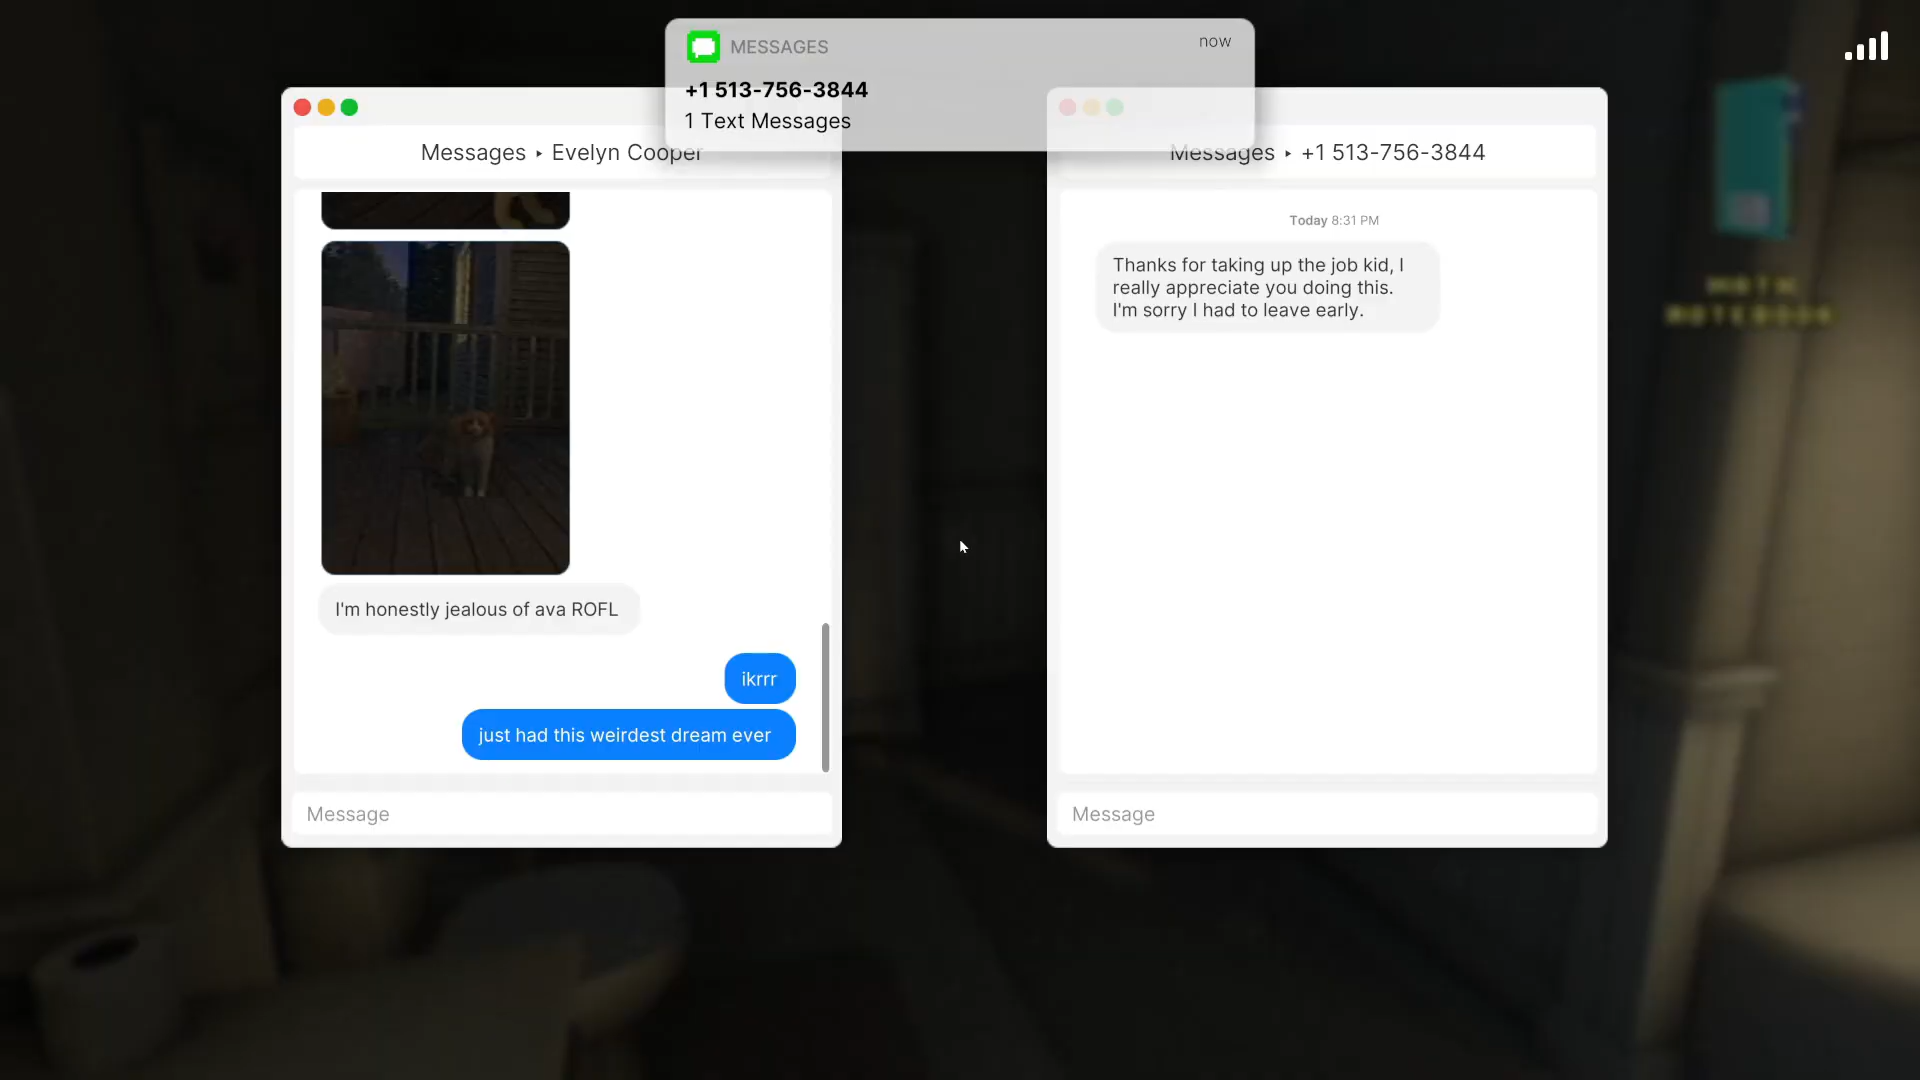 MESSAGES
now
+1 513-756-3844
1 Text Messages
Messages ‣ Evelyn Cooper
I'm honestly jealous of ava ROFL
ikrrr
just had this weirdest dream ever
Message
Messages ‣ +1 513-756-3844
Today 8:31 PM
Thanks for taking up the job kid, I
really appreciate you doing this.
I'm sorry I had to leave early.
Message
MATH
NOTEBOOK